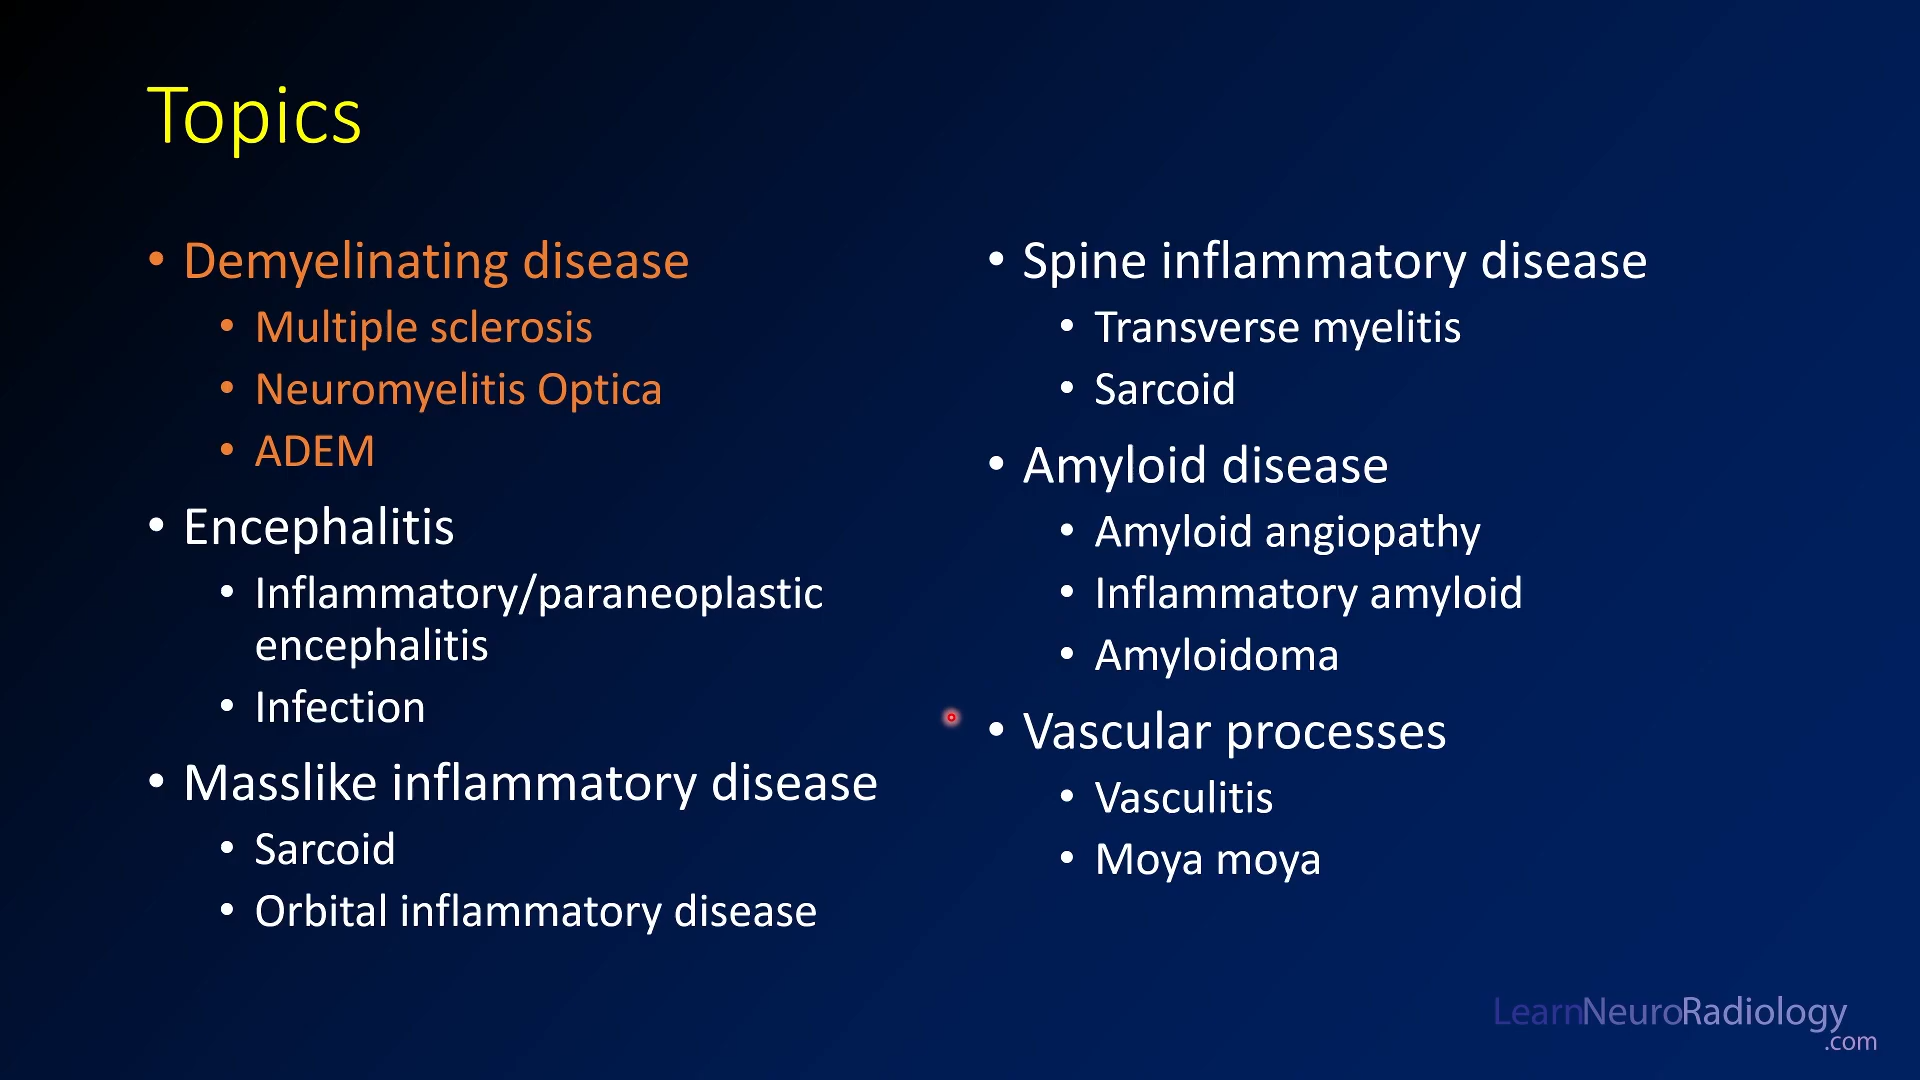 Topics
• Demyelinating disease
• Multiple sclerosis
• Neuromyelitis Optica
• ADEM
• Encephalitis
• Inflammatory/paraneoplastic
encephalitis
• Infection
• Masslike inflammatory disease
• Sarcoid
• Orbital inflammatory disease
• Spine inflammatory disease
• Transverse myelitis
• Sarcoid
• Amyloid disease
• Amyloid angiopathy
• Inflammatory amyloid
• Amyloidoma
• Vascular processes
• Vasculitis
• Moya moya
LearnNeuroRadiology
.com